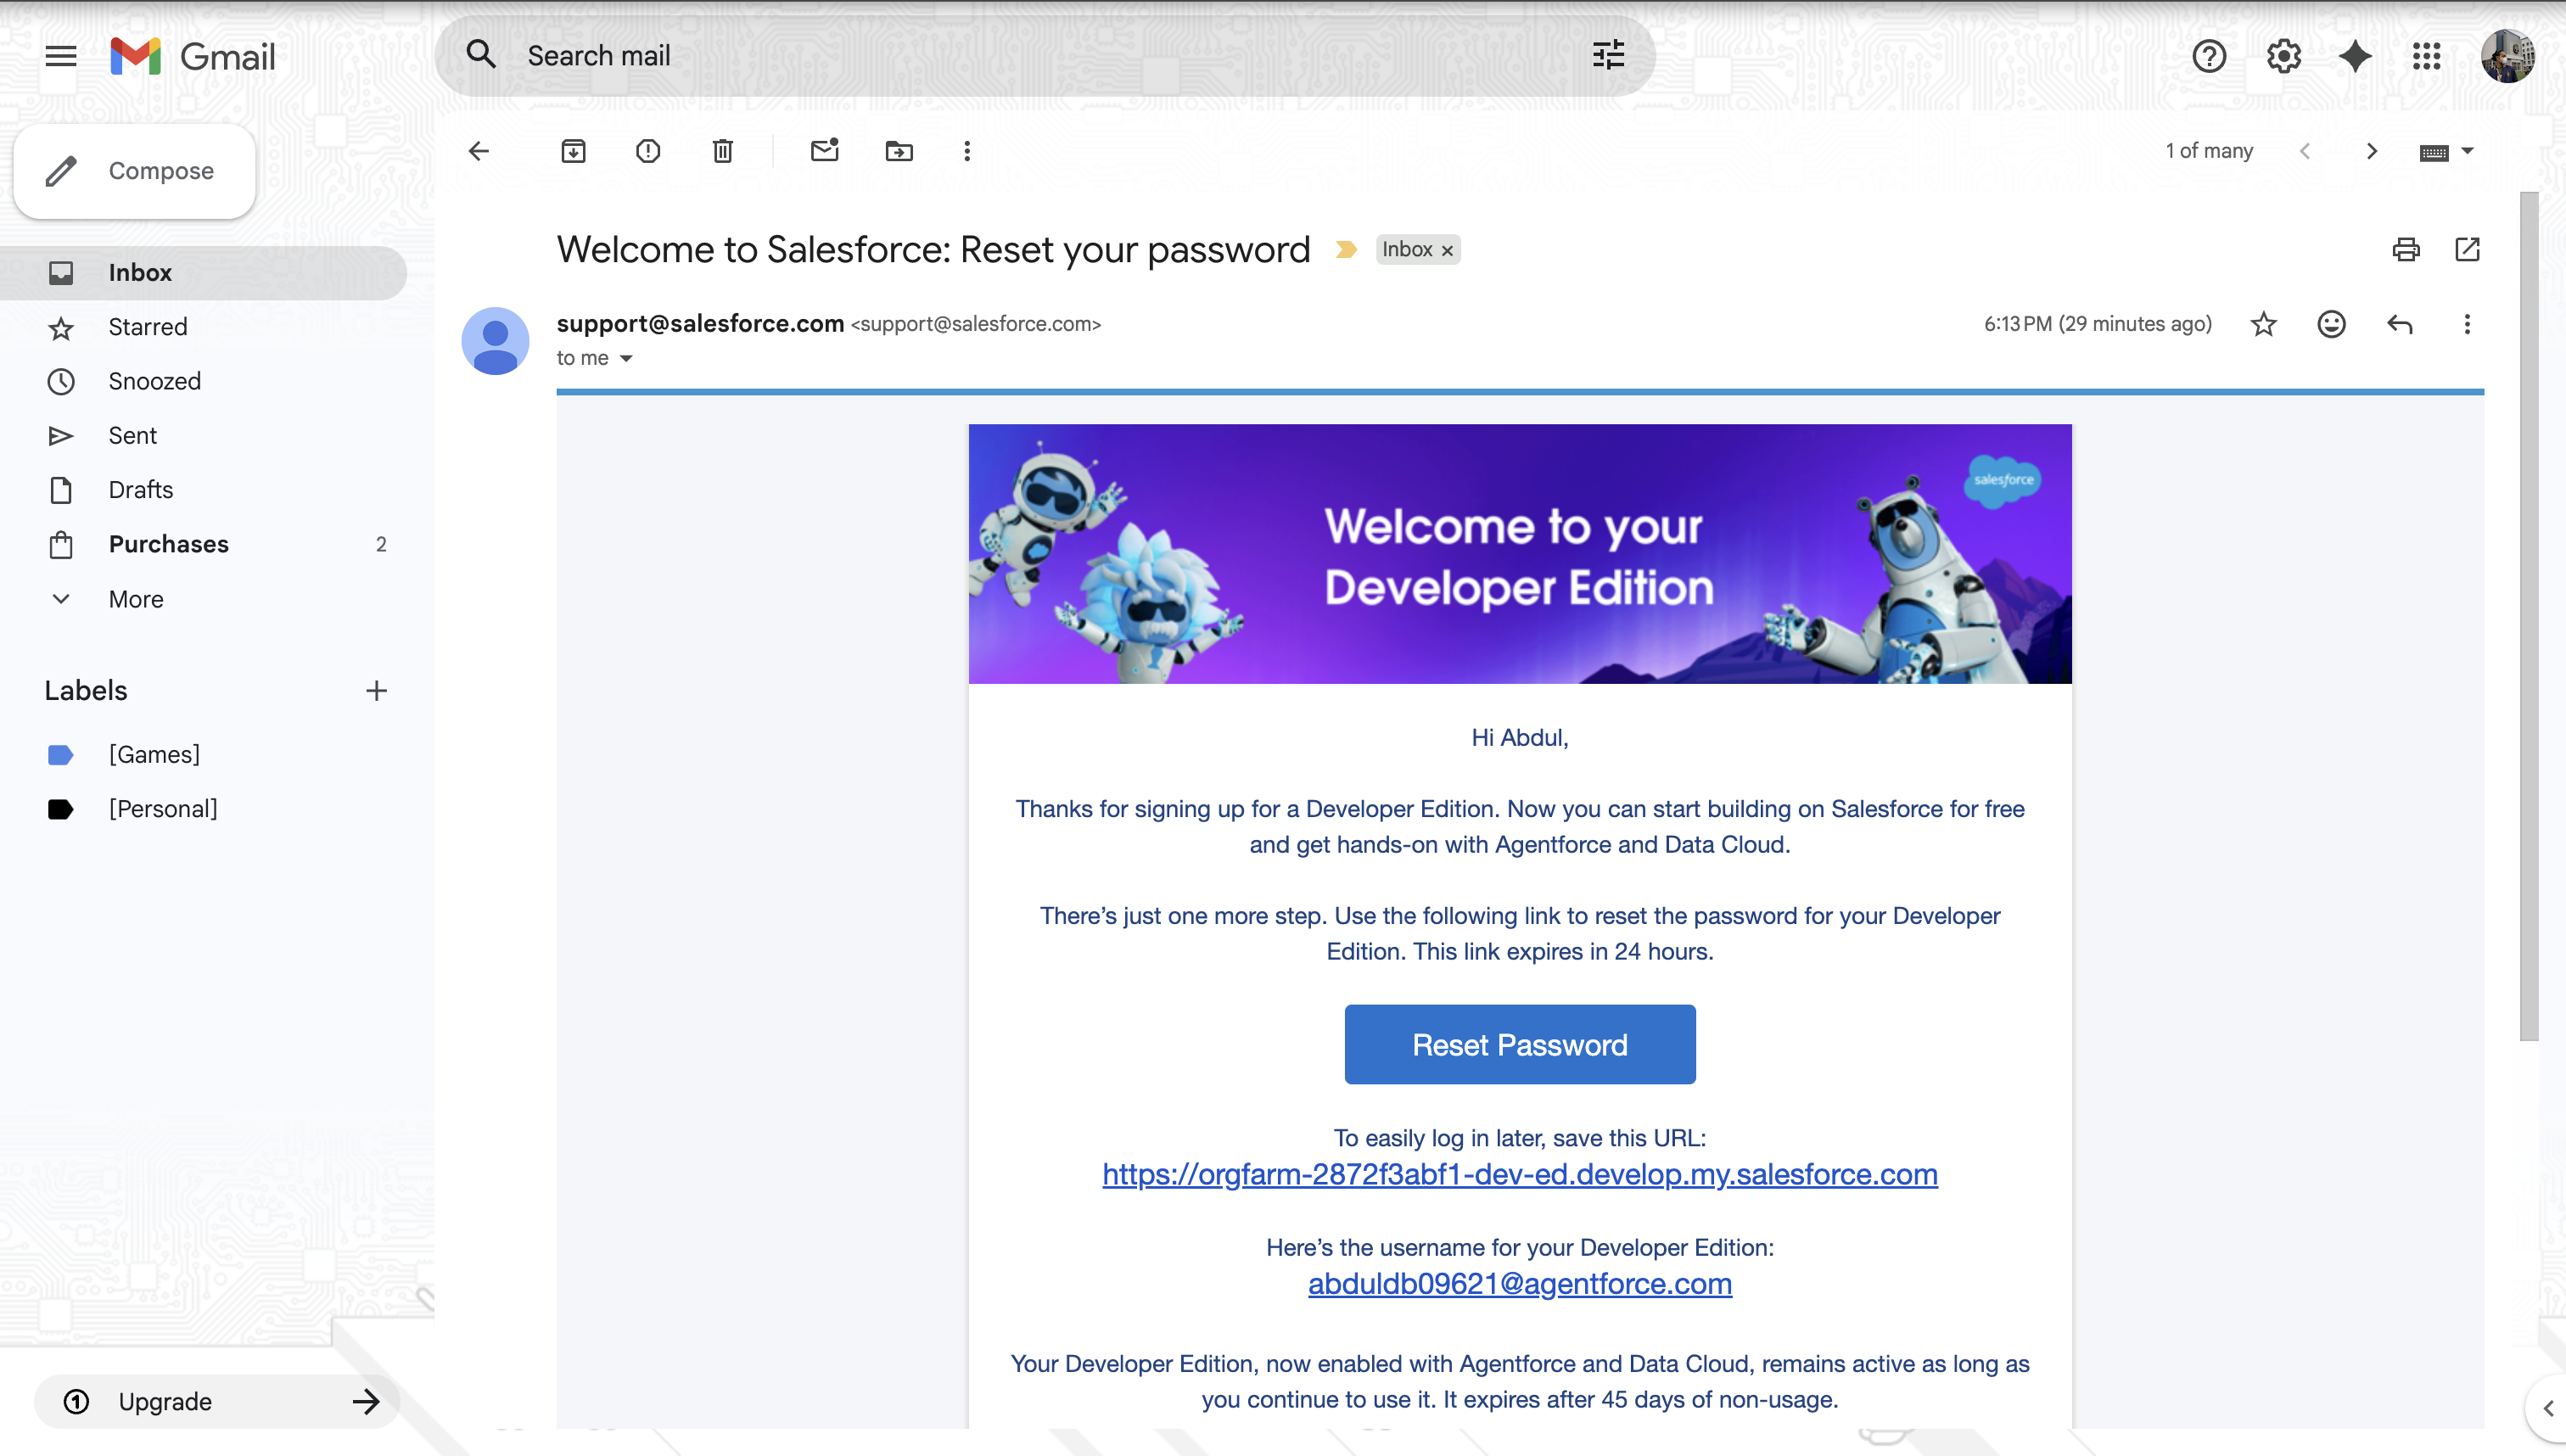 Gmail
Search mail
Compose
1 of many
Inbox
Starred
Snoozed
Sent
Drafts
Purchases 2
More
Labels
[Games]
[Personal]
Upgrade
Welcome to Salesforce: Reset your password Inbox ×
support@salesforce.com <support@salesforce.com> 6:13 PM (29 minutes ago)
to me
salesforce
Welcome to your
Developer Edition
Hi Abdul,
Thanks for signing up for a Developer Edition. Now you can start building on Salesforce for free
and get hands-on with Agentforce and Data Cloud.
There’s just one more step. Use the following link to reset the password for your Developer
Edition. This link expires in 24 hours.
Reset Password
To easily log in later, save this URL:
https://orgfarm-2872f3abf1-dev-ed.develop.my.salesforce.com
Here’s the username for your Developer Edition:
abduldb09621@agentforce.com
Your Developer Edition, now enabled with Agentforce and Data Cloud, remains active as long as
you continue to use it. It expires after 45 days of non-usage.